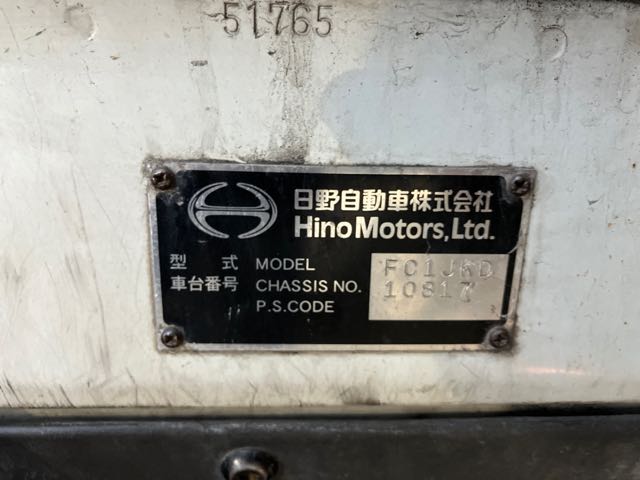 51765
日野自動車株式会社
Hino Motors, Ltd.
型式 MODEL FC1JKD
車台番号 CHASSIS NO. 10817
P.S.CODE